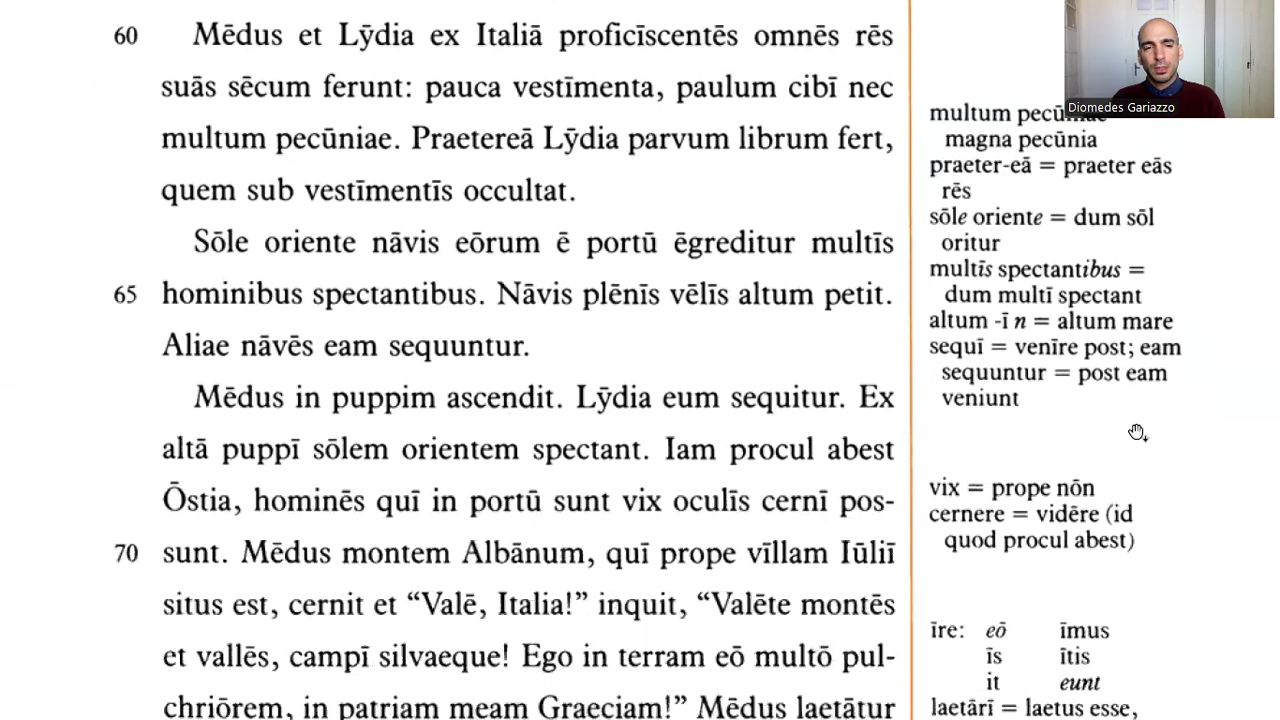 60 Mēdus et Lȳdia ex Italiā proficīscentēs omnēs rēs
suās sēcum ferunt: pauca vestīmenta, paulum cibī nec
multum pecūniae. Praetereā Lȳdia parvum librum fert,
quem sub vestīmentīs occultat.
Sōle oriente nāvis eōrum ē portū ēgreditur multīs
65 hominibus spectantibus. Nāvis plēnīs vēlīs altum petit.
Aliae nāvēs eam sequuntur.
Mēdus in puppim ascendit. Lȳdia eum sequitur. Ex
altā puppī sōlem orientem spectant. Iam procul abest
Ōstia, hominēs quī in portū sunt vix oculīs cernī pos-
70 sunt. Mēdus montem Albānum, quī prope vīllam Iūliī
situs est, cernit et “Valē, Italia!” inquit, “Valēte montēs
et vallēs, campī silvaeque! Ego in terram eō multō pul-
chriōrem, in patriam meam Graeciam!” Mēdus laetātur
Diomedes Gariazzo
multum pecūniae
magna pecūnia
praeter-eā = praeter eās
rēs
sōle oriente = dum sōl
oritur
multīs spectantibus =
dum multī spectant
altum -ī n = altum mare
sequī = venīre post; eam
sequuntur = post eam
veniunt
vix = prope nōn
cernere = vidēre (id
quod procul abest)
īre: eō īmus
īs ītis
it eunt
laetārī = laetus esse,